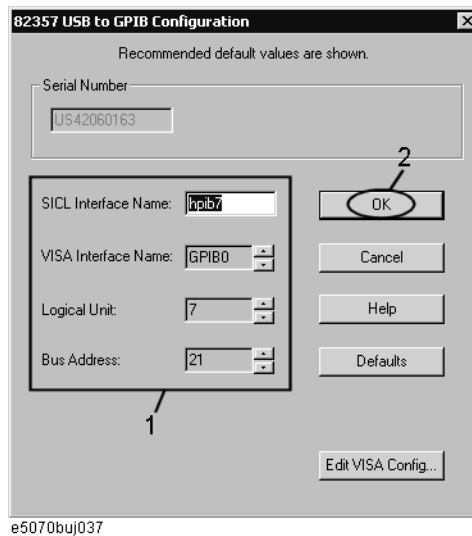 82357 USB to GPIB Configuration
Recommended default values are shown.
Serial Number
US42060163
2
SICL Interface Name: hpib7 OK
VISA Interface Name: GPIB0 Cancel
Logical Unit: 7 Help
Bus Address: 21 Defaults
1
Edit VISA Config...
e5070buj037